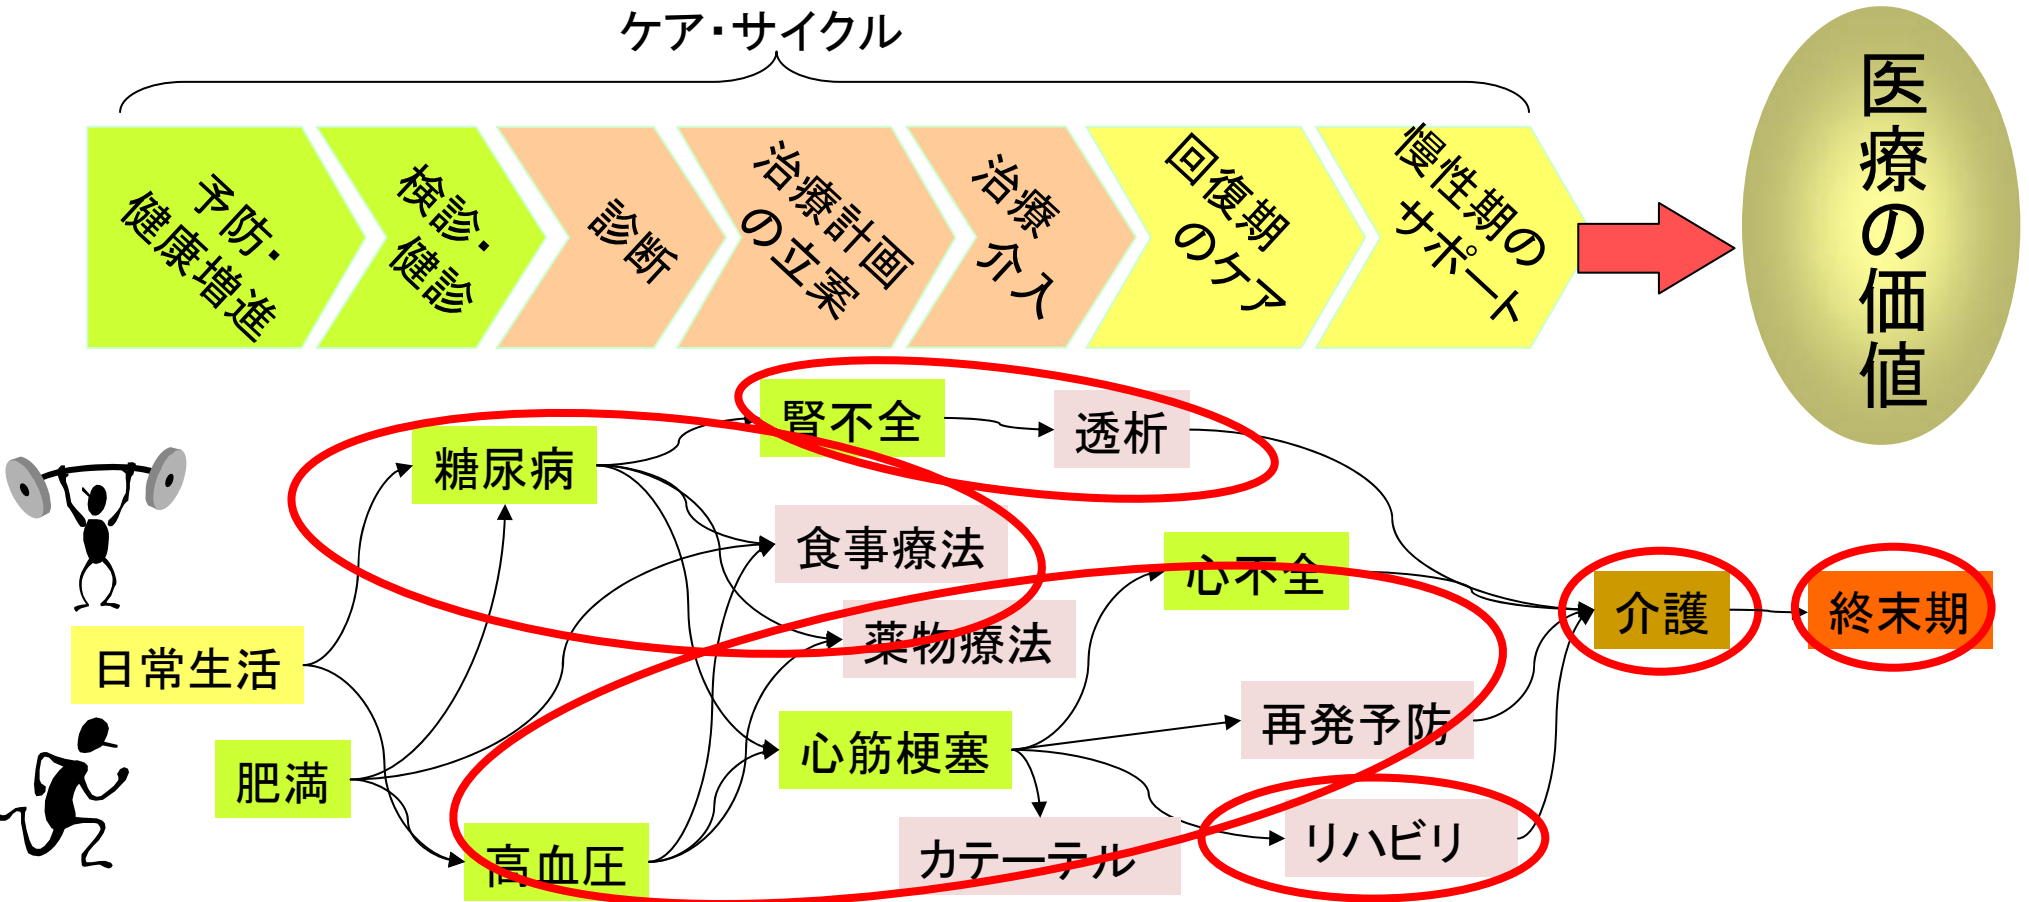 ケア・サイクル
予防・
健康増進
検診・
健診
診断
治療計画
の立案
治療
介入
回復期
のケア
慢性期の
サポート
医療の価値
腎不全
透析
糖尿病
食事療法
心不全
介護
終末期
薬物療法
日常生活
再発予防
心筋梗塞
肥満
リハビリ
高血圧
カテーテル